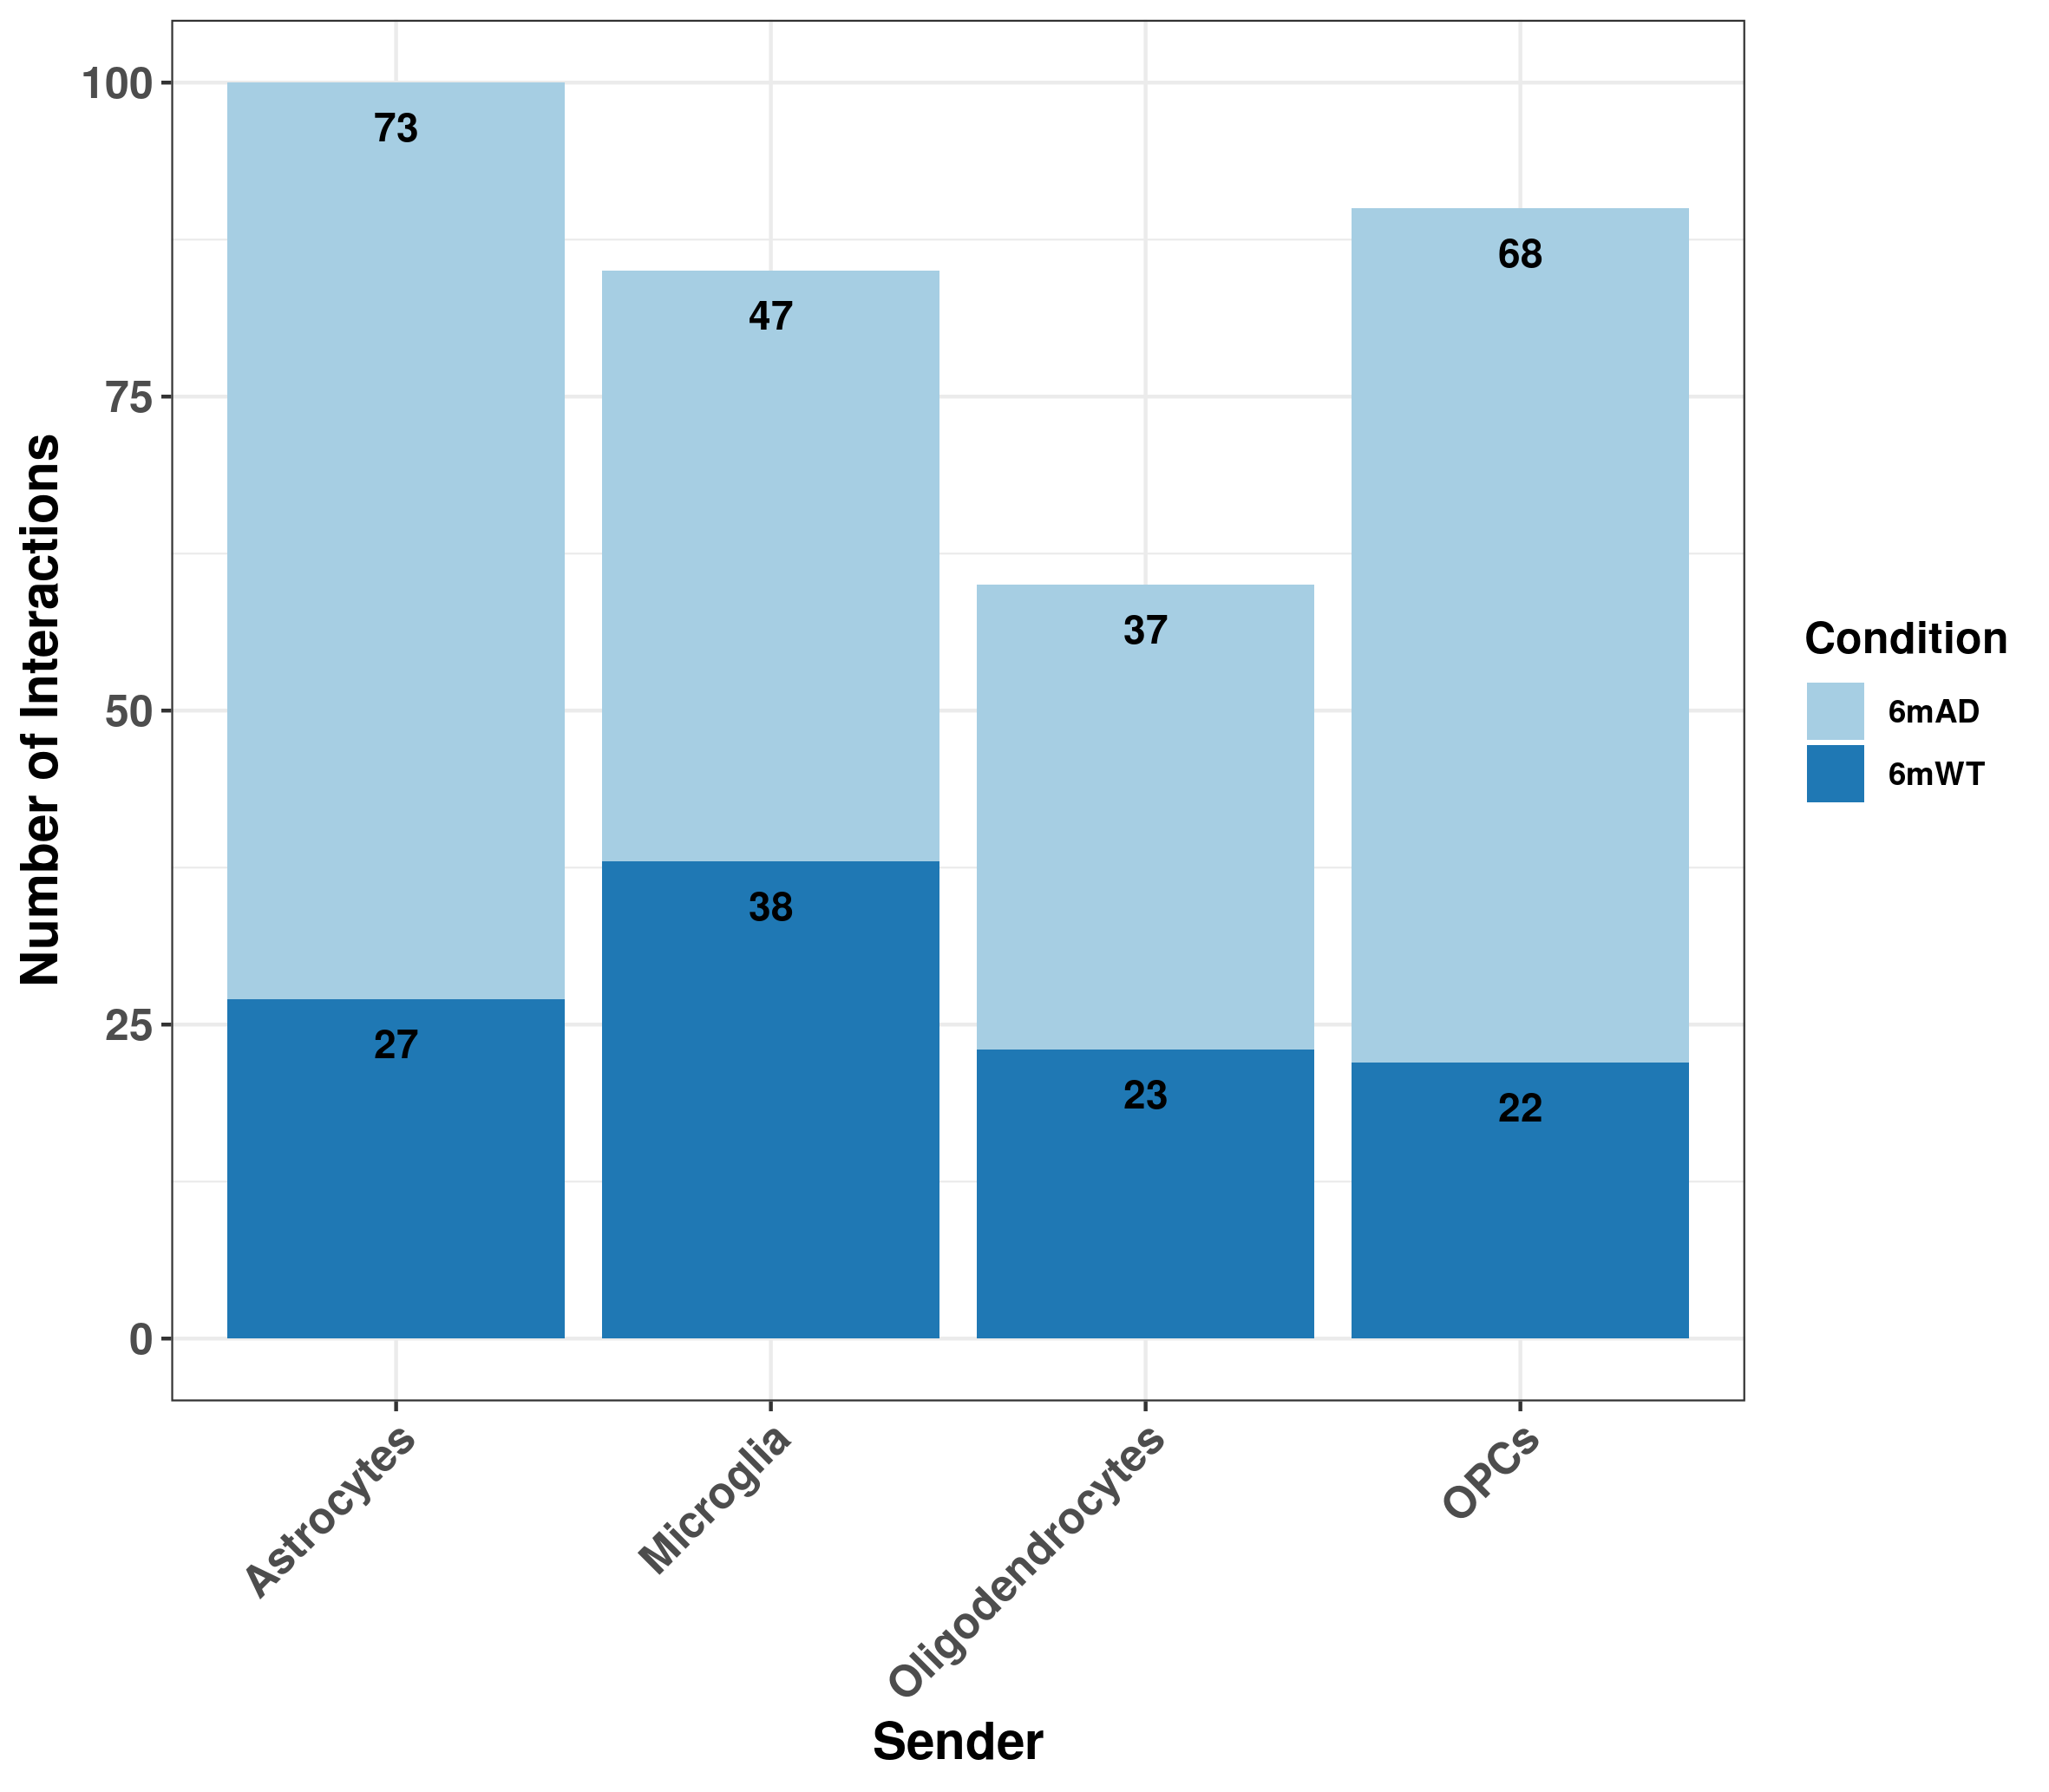 Number of Interactions
100
75
50
25
0
73
27
47
38
37
23
68
22
Astrocytes
Microglia
Oligodendrocytes
OPCs
Sender
Condition
6mAD
6mWT